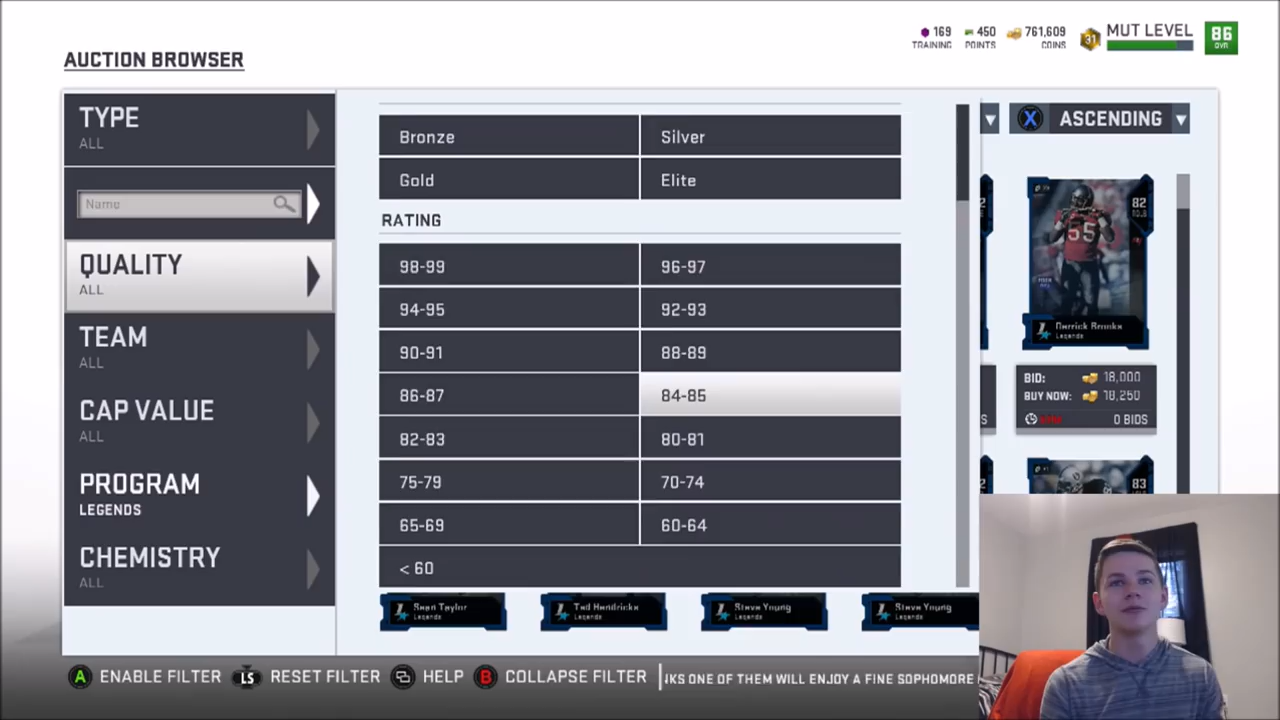 AUCTION BROWSER
169 TRAINING
450 POINTS
761,609 COINS
31
MUT LEVEL
86 OVR
TYPE
ALL
Name
QUALITY
ALL
TEAM
ALL
CAP VALUE
ALL
PROGRAM
LEGENDS
CHEMISTRY
ALL
Bronze
Silver
Gold
Elite
RATING
98-99
96-97
94-95
92-93
90-91
88-89
86-87
84-85
82-83
80-81
75-79
70-74
65-69
60-64
< 60
X ASCENDING
82
55
Derrick Brooks
Legends
BID: 18,000
BUY NOW: 18,250
0 BIDS
83
Sean Taylor
Legends
Ted Hendricks
Legends
Steve Young
Legends
Steve Young
Legends
A ENABLE FILTER
LS RESET FILTER
HELP
B COLLAPSE FILTER
IKS ONE OF THEM WILL ENJOY A FINE SOPHOMORE